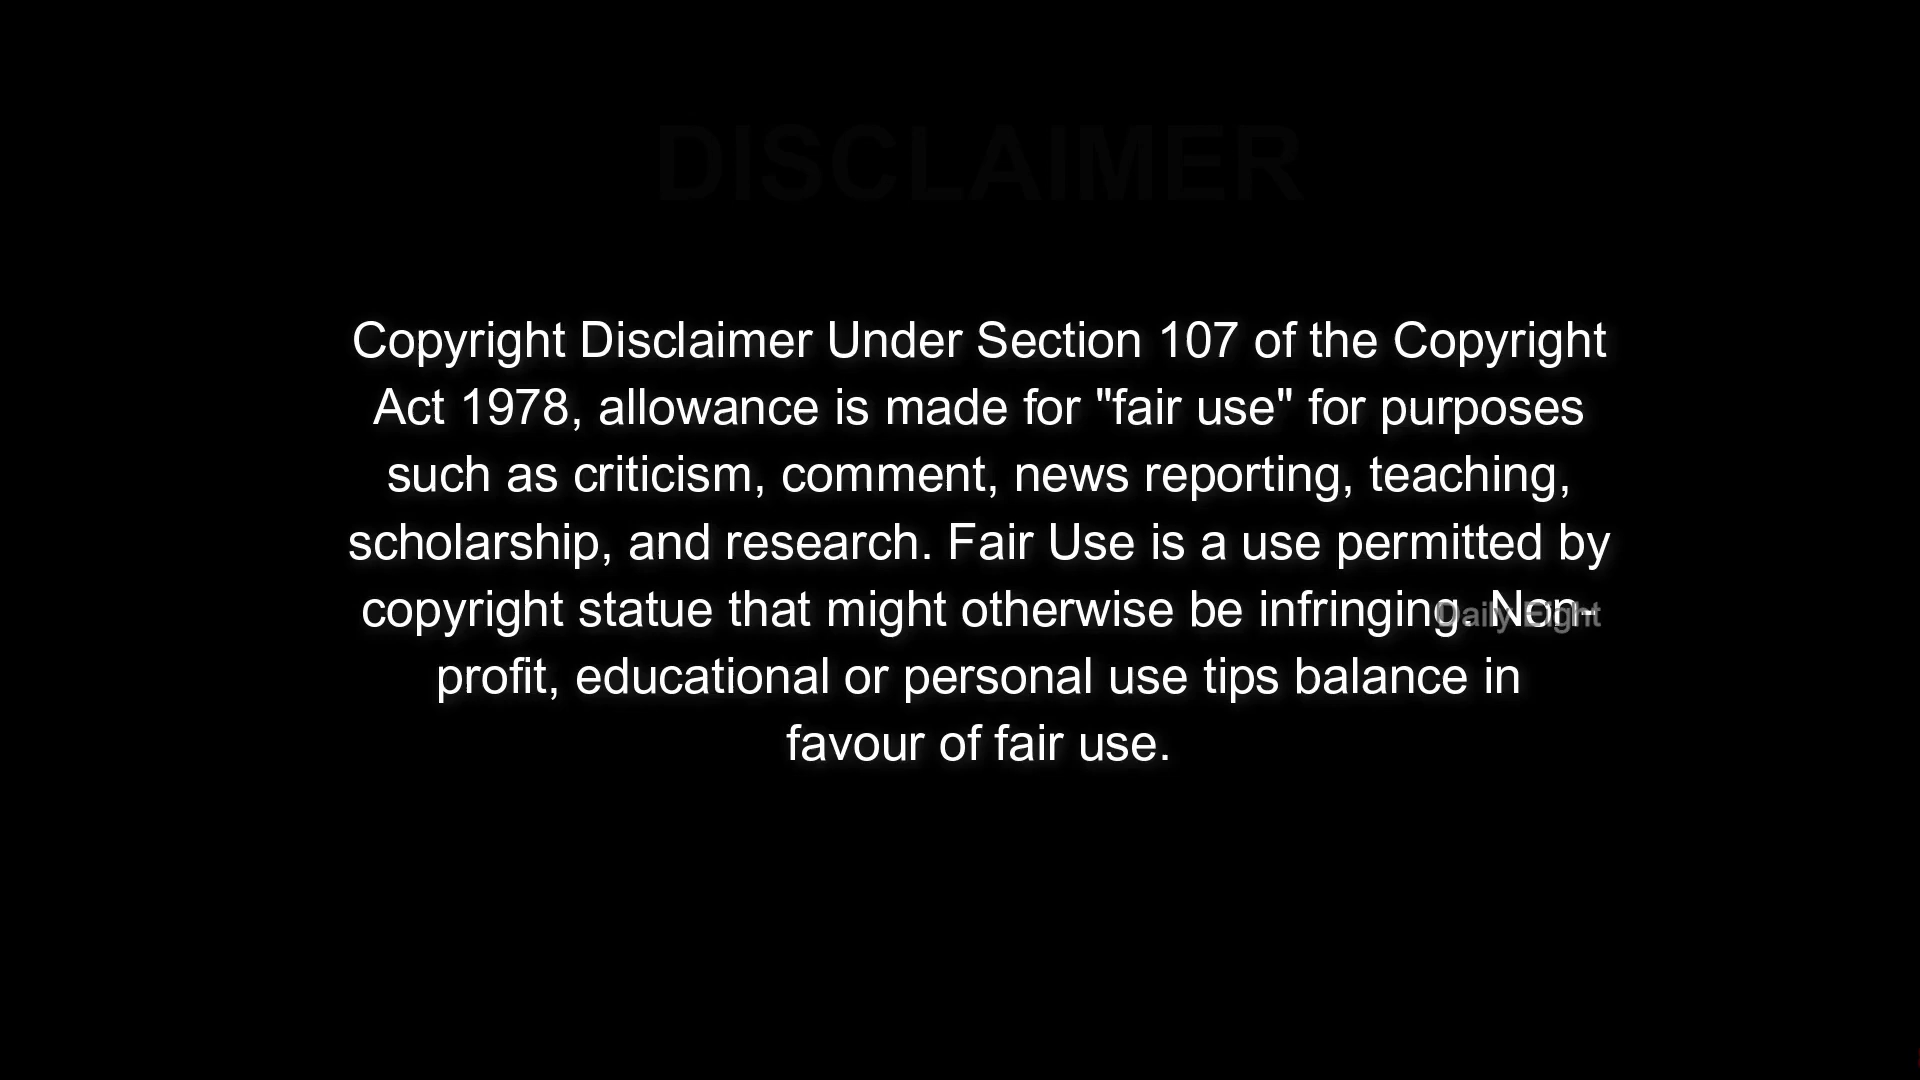 DISCLAIMER
Copyright Disclaimer Under Section 107 of the Copyright
Act 1978, allowance is made for "fair use" for purposes
such as criticism, comment, news reporting, teaching,
scholarship, and research. Fair Use is a use permitted by
copyright statue that might otherwise be infringing. Non-
profit, educational or personal use tips balance in
favour of fair use.
Daily Eight